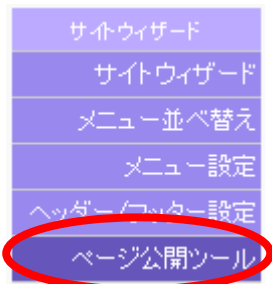 サイトウィザード
サイトウィザード
メニュー並べ替え
メニュー設定
ヘッダー/フッター設定
ページ公開ツール